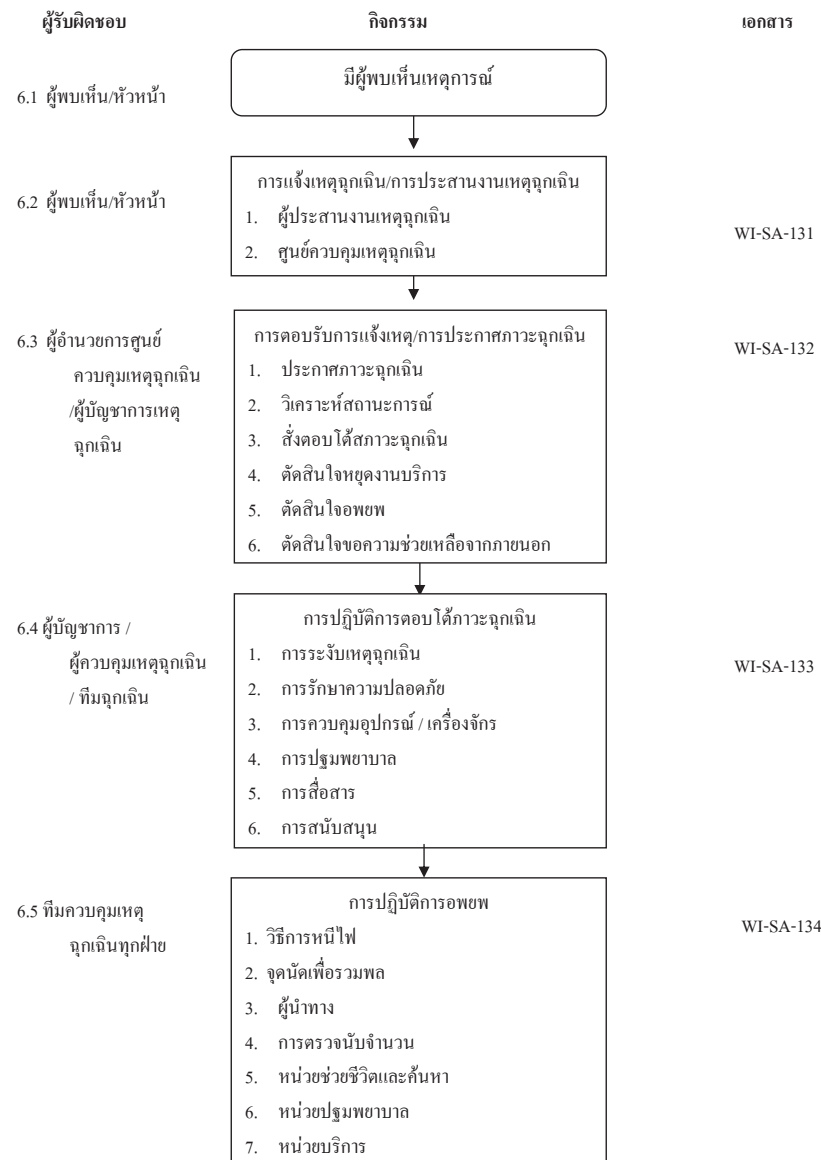 ผู้รับผิดชอบ กิจกรรม เอกสาร
6.1 ผู้พบเห็น/หัวหน้า
มีผู้พบเห็นเหตุการณ์
6.2 ผู้พบเห็น/หัวหน้า
การแจ้งเหตุฉุกเฉิน/การประสานงานเหตุฉุกเฉิน
1. ผู้ประสานงานเหตุฉุกเฉิน
2. ศูนย์ควบคุมเหตุฉุกเฉิน
WI-SA-131
6.3 ผู้อำนวยการศูนย์
ควบคุมเหตุฉุกเฉิน
/ผู้บัญชาการเหตุ
ฉุกเฉิน
การตอบรับการแจ้งเหตุ/การประกาศภาวะฉุกเฉิน
1. ประกาศภาวะฉุกเฉิน
2. วิเคราะห์สถานะการณ์
3. สั่งตอบโต้สภาวะฉุกเฉิน
4. ตัดสินใจหยุดงานบริการ
5. ตัดสินใจอพยพ
6. ตัดสินใจขอความช่วยเหลือจากภายนอก
WI-SA-132
6.4 ผู้บัญชาการ /
ผู้ควบคุมเหตุฉุกเฉิน
/ ทีมฉุกเฉิน
การปฏิบัติการตอบโต้ภาวะฉุกเฉิน
1. การระงับเหตุฉุกเฉิน
2. การรักษาความปลอดภัย
3. การควบคุมอุปกรณ์ / เครื่องจักร
4. การปฐมพยาบาล
5. การสื่อสาร
6. การสนับสนุน
WI-SA-133
6.5 ทีมควบคุมเหตุ
ฉุกเฉินทุกฝ่าย
การปฏิบัติการอพยพ
1. วิธีการหนีไฟ
2. จุดนัดเพื่อรวมพล
3. ผู้นำทาง
4. การตรวจนับจำนวน
5. หน่วยช่วยชีวิตและค้นหา
6. หน่วยปฐมพยาบาล
7. หน่วยบริการ
WI-SA-134